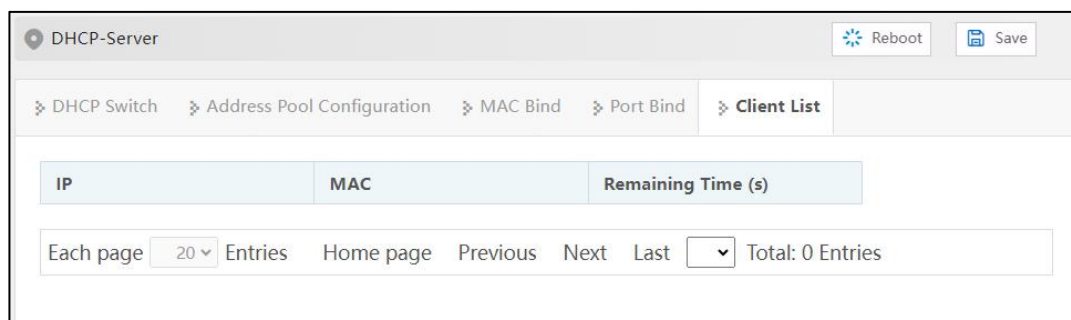 DHCP-Server Reboot Save
DHCP Switch Address Pool Configuration MAC Bind Port Bind Client List
IP MAC Remaining Time (s)
Each page 20 Entries Home page Previous Next Last Total: 0 Entries